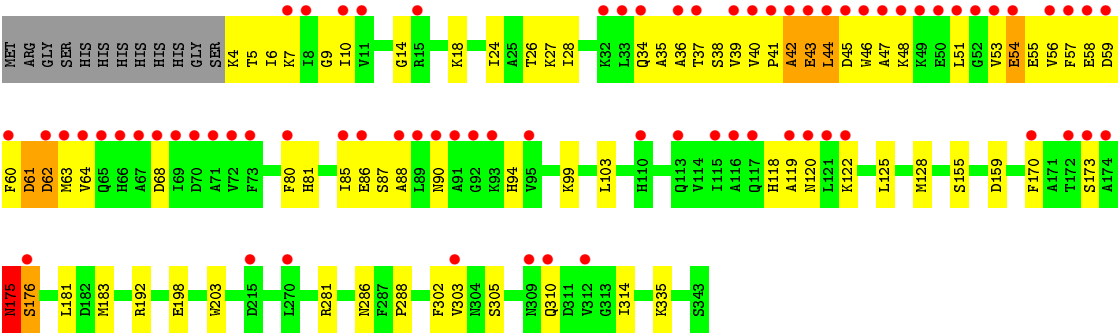 MET ARG GLY SER HIS HIS HIS HIS HIS HIS GLY SER K4 T5 I6 K7 I8 G9 I10 V11 G14 R15 K18 I24 A25 T26 K27 I28 K32 L33 Q34 A35 A36 T37 S38 V39 V40 P41 A42 E43 L44 D45 W46 A47 K48 K49 E50 L51 G52 V53 E54 E55 V56 F57 E58 D59
F60 D61 D62 M63 V64 Q65 H66 A67 D68 I69 D70 A71 V72 F73 F80 H81 I85 E86 S87 A88 L89 N90 A91 G92 K93 H94 V95 K99 L103 H110 Q113 V114 I115 A116 Q117 H118 A119 N120 L121 K122 L125 M128 S155 D159 F170 A171 T172 S173 A174
N175 S176 L181 D182 M183 R192 E198 W203 D215 L270 R281 N286 F287 P288 F302 V303 N304 S305 N309 Q310 D311 V312 G313 I314 K335 S343